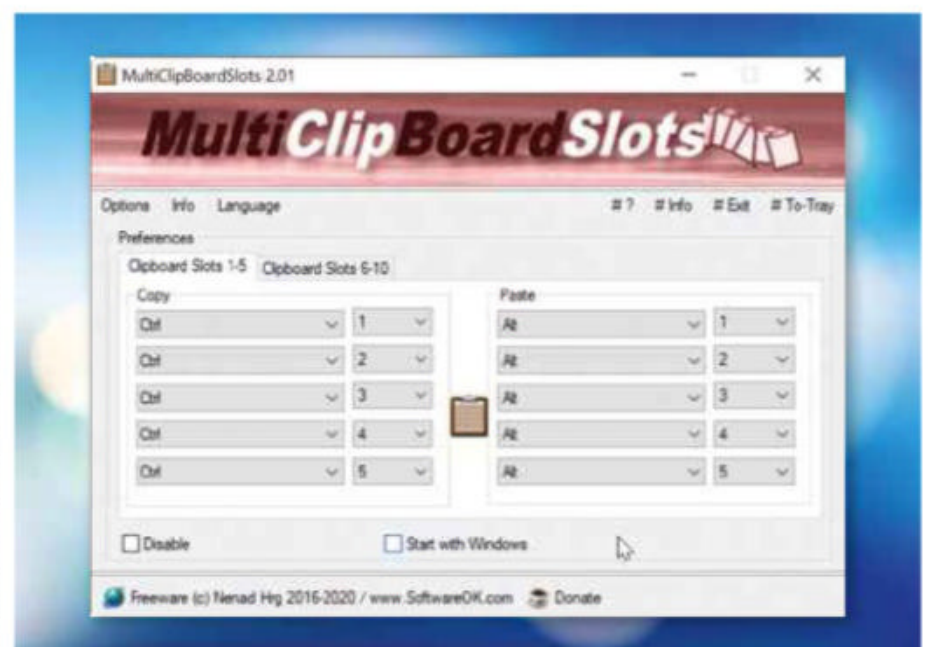 MultiClipBoardSlots 2.01
MultiClipBoardSlots
Options Info Language # ? # Info # Exit # To-Tray
Preferences
Clipboard Slots 1-5 Clipboard Slots 6-10
Copy Paste
Ctrl 1 Alt 1
Ctrl 2 Alt 2
Ctrl 3 Alt 3
Ctrl 4 Alt 4
Ctrl 5 Alt 5
Disable Start with Windows
Freeware (c) Nenad Hrg 2016-2020 / www.SoftwareOK.com Donate